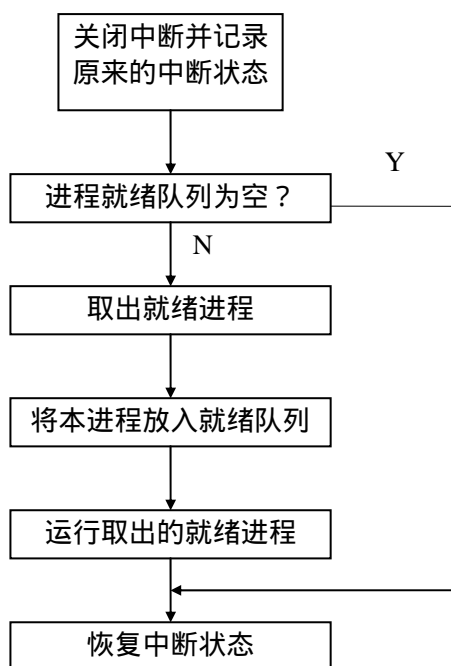 关闭中断并记录
原来的中断状态
Y
进程就绪队列为空？
N
取出就绪进程
将本进程放入就绪队列
运行取出的就绪进程
恢复中断状态